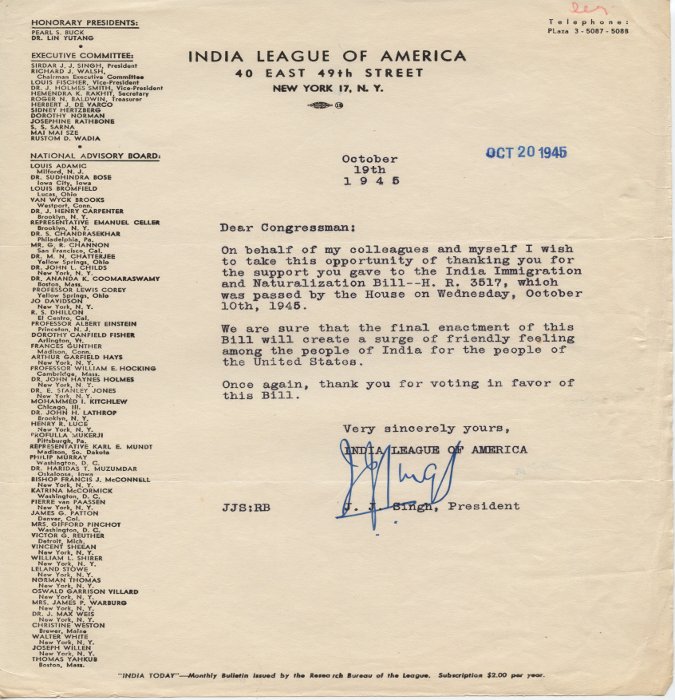 HONORARY PRESIDENTS:
PEARL S. BUCK
DR. LIN YUTANG
EXECUTIVE COMMITTEE:
SIRDAR J. J. SINGH, President
RICHARD J. WALSH,
Chairman Executive Committee
LOUIS FISCHER, Vice-President
DR. J. HOLMES SMITH, Vice-President
HEMENDRA K. RAKHIT, Secretary
ROGER N. BALDWIN, Treasurer
HERBERT J. DE VARCO
SIDNEY HERTZBERG
DOROTHY NORMAN
JOSEPHINE RATHBONE
S. S. SARNA
MAI MAI SZE
RUSTOM D. WADIA
NATIONAL ADVISORY BOARD:
LOUIS ADAMIC
Milford, N. J.
DR. SUDHINDRA BOSE
Iowa City, Iowa
LOUIS BROMFIELD
Lucas, Ohio
VAN WYCK BROOKS
Westport, Conn.
DR. J. HENRY CARPENTER
Brooklyn, N. Y.
REPRESENTATIVE EMANUEL CELLER
Brooklyn, N. Y.
DR. S. CHANDRASEKHAR
Philadelphia, Pa.
MR. G. R. CHANNON
San Francisco, Cal.
DR. M. N. CHATTERJEE
Yellow Springs, Ohio
DR. JOHN L. CHILDS
New York, N. Y.
DR. ANANDA K. COOMARASWAMY
Boston, Mass.
PROFESSOR LEWIS COREY
Yellow Springs, Ohio
JO DAVIDSON
New York, N. Y.
R. S. DHILLON
El Centro, Cal.
PROFESSOR ALBERT EINSTEIN
Princeton, N. J.
DOROTHY CANFIELD FISHER
Arlington, Vt.
FRANCES GUNTHER
Madison, Conn.
ARTHUR GARFIELD HAYS
New York, N. Y.
PROFESSOR WILLIAM E. HOCKING
Cambridge, Mass.
DR. JOHN HAYNES HOLMES
New York, N. Y.
DR. E. STANLEY JONES
New York, N. Y.
MOHAMMED I. KITCHLEW
Chicago, Ill.
DR. JOHN H. LATHROP
Brooklyn, N. Y.
HENRY R. LUCE
New York, N. Y.
PROFULLA MUKERJI
Pittsburgh, Pa.
REPRESENTATIVE KARL E. MUNDT
Madison, So. Dakota
PHILIP MURRAY
Washington, D. C.
DR. HARIDAS T. MUZUMDAR
Oskaloosa, Iowa
BISHOP FRANCIS J. McCONNELL
New York, N. Y.
KATRINA McCORMICK
Washington, D. C.
PIERRE van PAASSEN
New York, N. Y.
JAMES G. PATTON
Denver, Col.
MRS. GIFFORD PINCHOT
Washington, D. C.
VICTOR G. REUTHER
Detroit, Mich.
VINCENT SHEEAN
New York, N. Y.
WILLIAM L. SHIRER
New York, N. Y.
LELAND STOWE
New York, N. Y.
NORMAN THOMAS
New York, N. Y.
OSWALD GARRISON VILLARD
New York, N. Y.
MRS. JAMES P. WARBURG
New York, N. Y.
DR. J. MAX WEIS
New York, N. Y.
CHRISTINE WESTON
Brewer, Maine
WALTER WHITE
New York, N. Y.
JOSEPH WILLEN
New York, N. Y.
THOMAS YAHKUB
Boston, Mass.
Telephone:
PLaza 3 - 5087 - 5088
INDIA LEAGUE OF AMERICA
40 EAST 49th STREET
NEW YORK 17, N. Y.
October
19th
1945
OCT 20 1945
Dear Congressman:
On behalf of my colleagues and myself I wish
to take this opportunity of thanking you for
the support you gave to the India Immigration
and Naturalization Bill--H. R. 3517, which
was passed by the House on Wednesday, October
10th, 1945.
We are sure that the final enactment of this
Bill will create a surge of friendly feeling
among the people of India for the people of
the United States.
Once again, thank you for voting in favor of
this Bill.
Very sincerely yours,
INDIA LEAGUE OF AMERICA
JJSingh
JJS:RB
J. J. Singh, President
"INDIA TODAY"—Monthly Bulletin issued by the Research Bureau of the League. Subscription $2.00 per year.